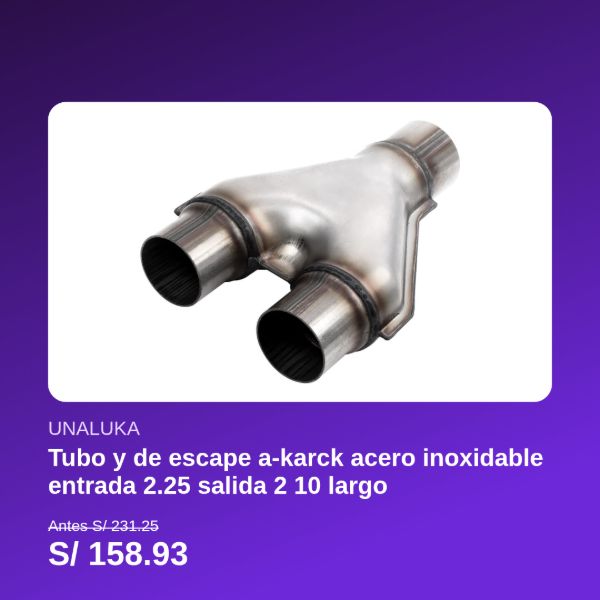 UNALUKA
Tubo y de escape a-karck acero inoxidable
entrada 2.25 salida 2 10 largo
Antes S/ 231.25
S/ 158.93